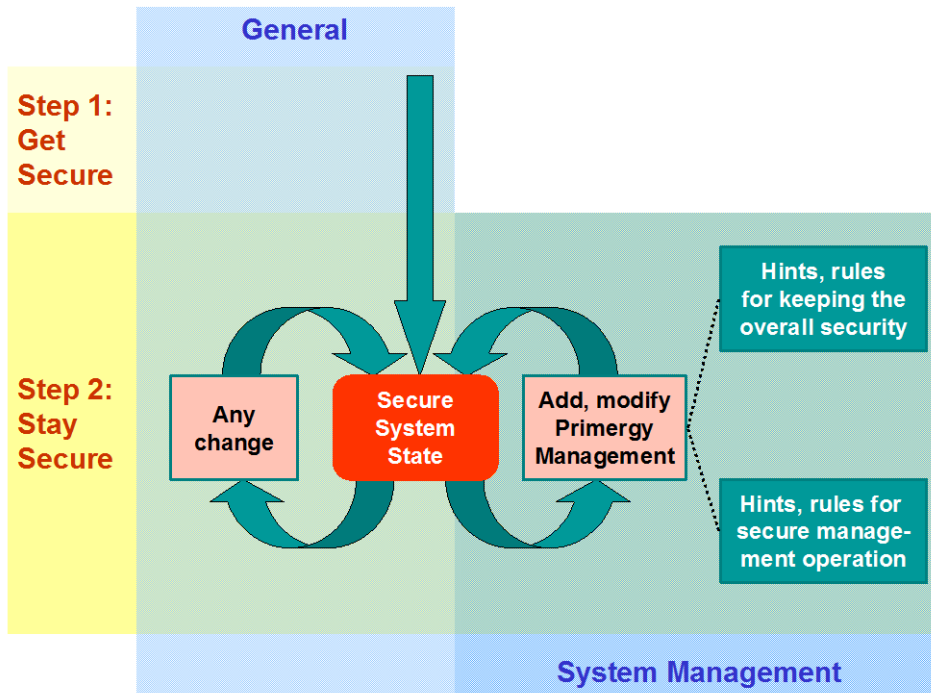 General
Step 1:
Get
Secure
Hints, rules
for keeping the
overall security
Step 2:
Stay
Secure
Any
change
Secure
System
State
Add, modify
Primergy
Management
Hints, rules for
secure manage-
ment operation
System Management